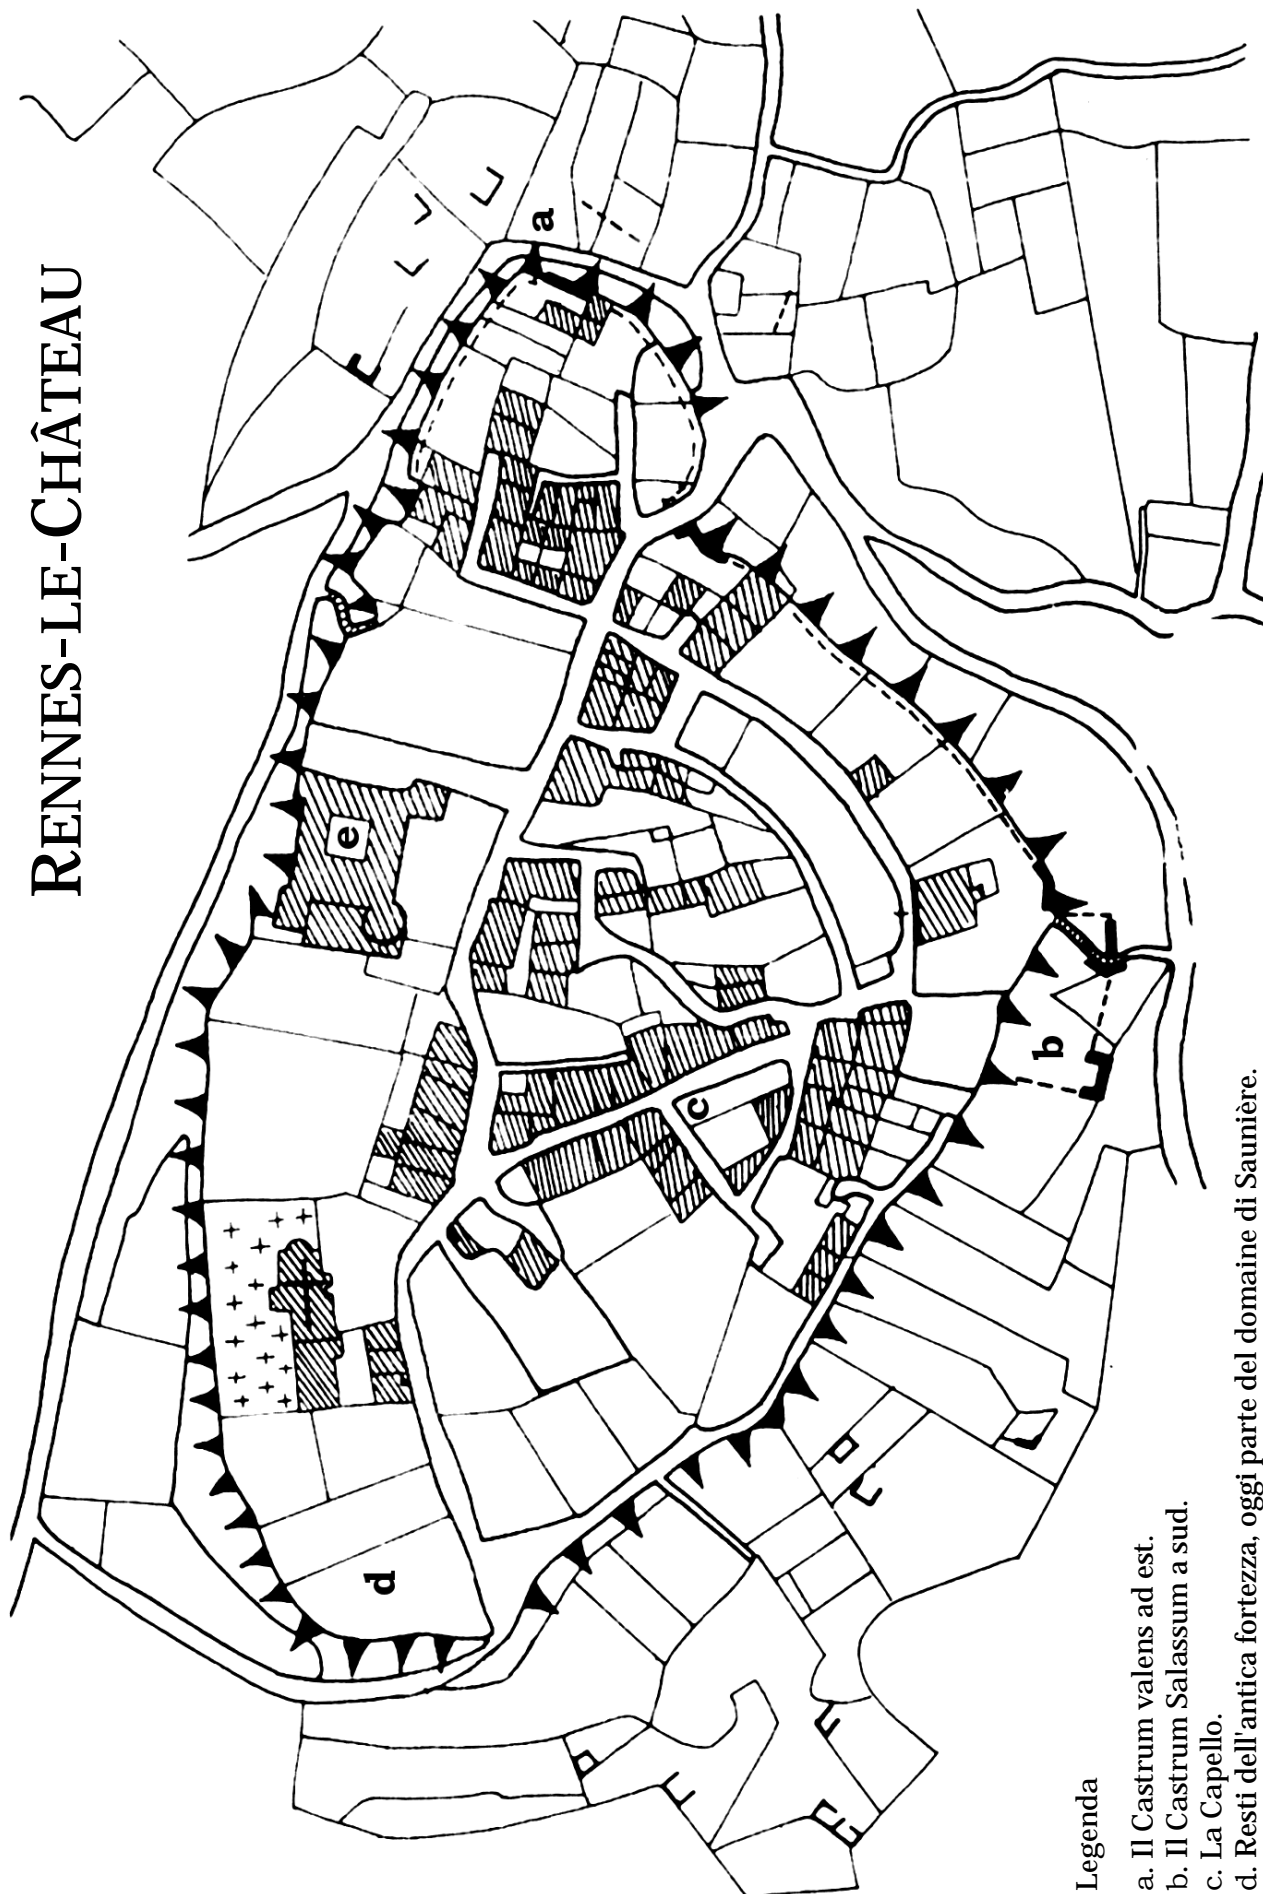 RENNES-LE-CHÂTEAU
a
e
c
b
d
Legenda
a. Il Castrum valens ad est.
b. Il Castrum Salassum a sud.
c. La Capello.
d. Resti dell'antica fortezza, oggi parte del domaine di Saunière.